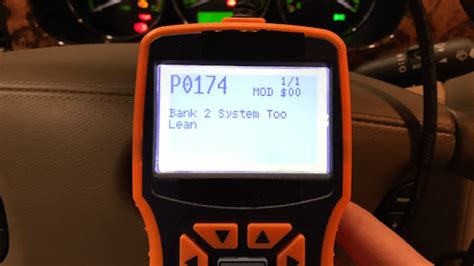 P0174
1/1
MOD $00
Bank 2 System Too
Lean